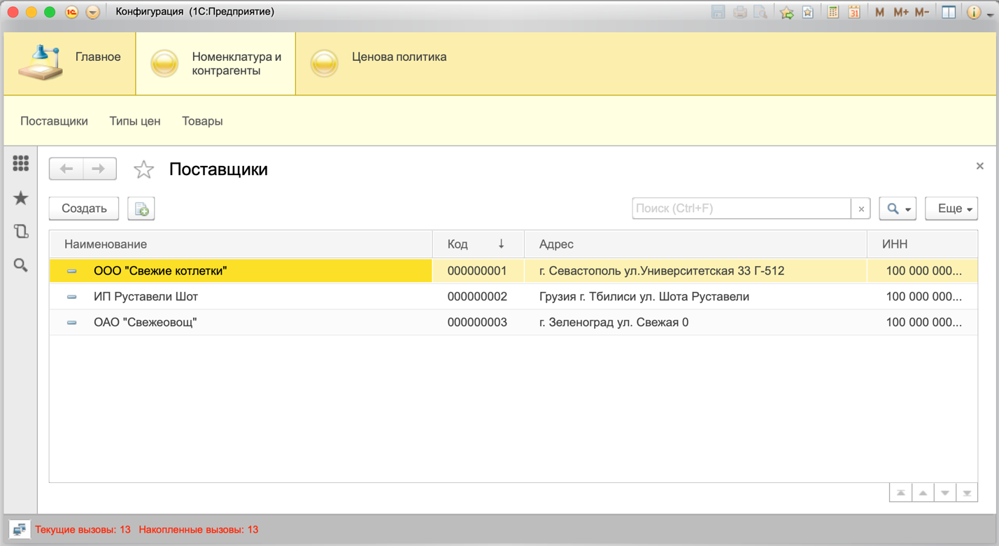 Конфигурация (1С:Предприятие)
M M+ M-
31
Главное
Номенклатура и
контрагенты
Ценова политика
Поставщики Типы цен Товары
Поставщики
Создать
Поиск (Ctrl+F)
Еще
Наименование Код Адрес ИНН
ООО "Свежие котлетки" 000000001 г. Севастополь ул.Университетская 33 Г-512 100 000 000...
ИП Руставели Шот 000000002 Грузия г. Тбилиси ул. Шота Руставели 100 000 000...
ОАО "Свежеовощ" 000000003 г. Зеленоград ул. Свежая 0 100 000 000...
Текущие вызовы: 13 Накопленные вызовы: 13